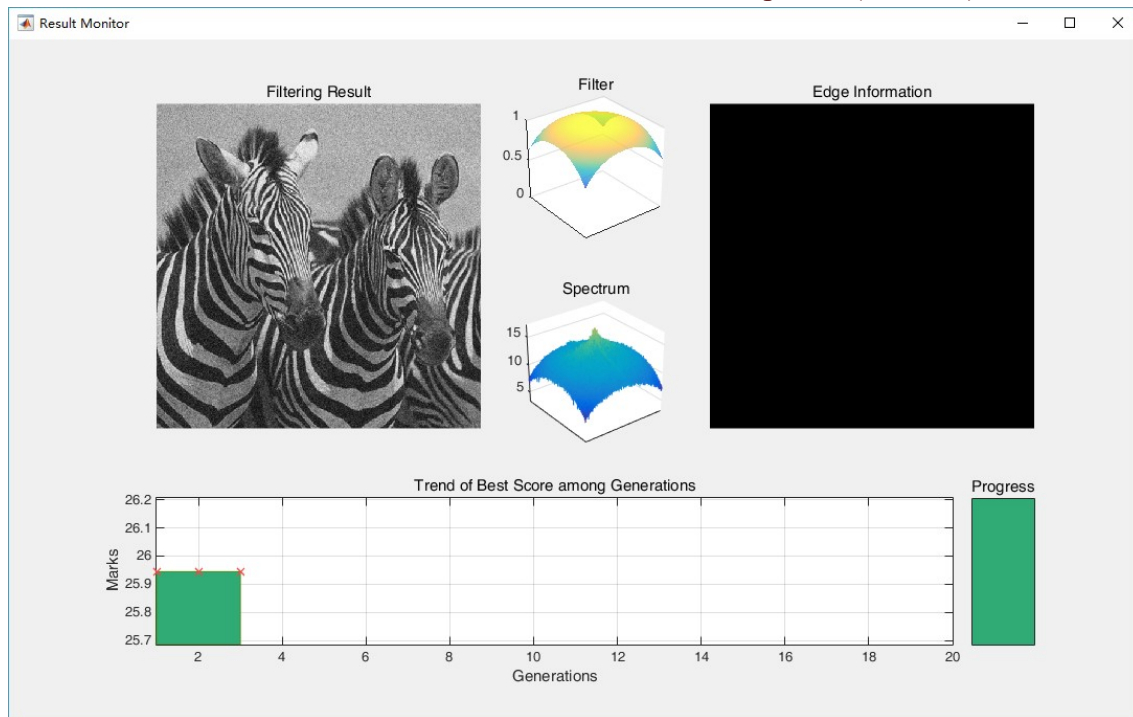 Result Monitor
Filtering Result
Filter
Edge Information
1
0.5
0
Spectrum
15
10
5
Trend of Best Score among Generations
Progress
Marks
26.2
26.1
26
25.9
25.8
25.7
2 4 6 8 10 12 14 16 18 20
Generations